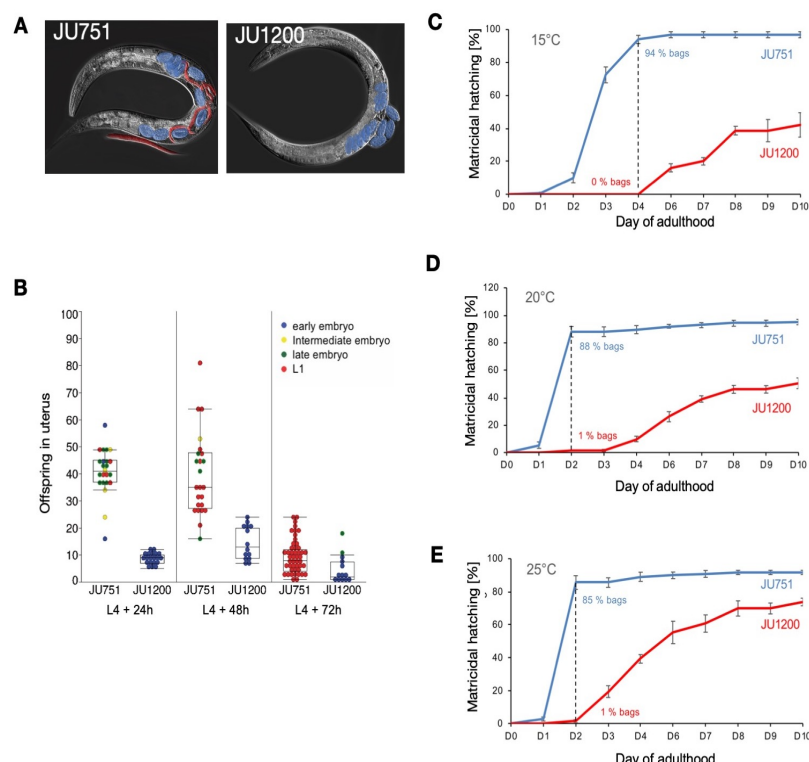 A
JU751
JU1200
B
Offspring in uterus
100
90
80
70
60
50
40
30
20
10
0
early embryo
Intermediate embryo
late embryo
L1
JU751 JU1200 JU751 JU1200 JU751 JU1200
L4 + 24h L4 + 48h L4 + 72h
C
Matricidal hatching [%]
15°C
100
80
60
40
20
0
94 % bags
0 % bags
JU751
JU1200
D0 D1 D2 D3 D4 D6 D7 D8 D9 D10
Day of adulthood
D
Matricidal hatching [%]
20°C
120
100
80
60
40
20
0
88 % bags
1 % bags
JU751
JU1200
D0 D1 D2 D3 D4 D6 D7 D8 D9 D10
Day of adulthood
E
Matricidal hatching [%]
25°C
100
80
60
40
20
0
85 % bags
1 % bags
JU751
JU1200
D0 D1 D2 D3 D4 D6 D7 D8 D9 D10
Day of adulthood